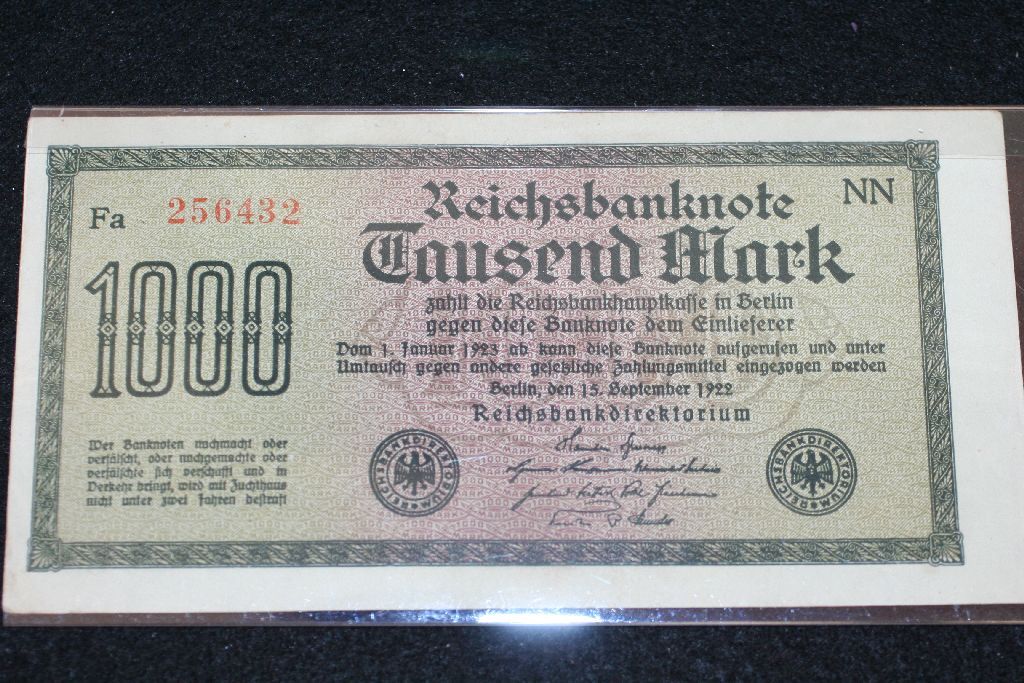 Fa 256432
NN
1000
Reichsbanknote
Tausend Mark
zahlt die Reichsbankhauptkasse in Berlin
gegen diese Banknote dem Einlieferer
Vom 1. Januar 1923 ab kann diese Banknote aufgerufen und unter
Umtausch gegen andere gesetzliche Zahlungsmittel eingezogen werden
Berlin, den 15. September 1922
Reichsbankdirektorium
Wer Banknoten nachmacht oder
verfälscht, oder nachgemachte oder
verfälschte sich verschafft und in
Verkehr bringt, wird mit Zuchthaus
nicht unter zwei Jahren bestraft
REICHSBANKDIREKTORIUM
REICHSBANKDIREKTORIUM